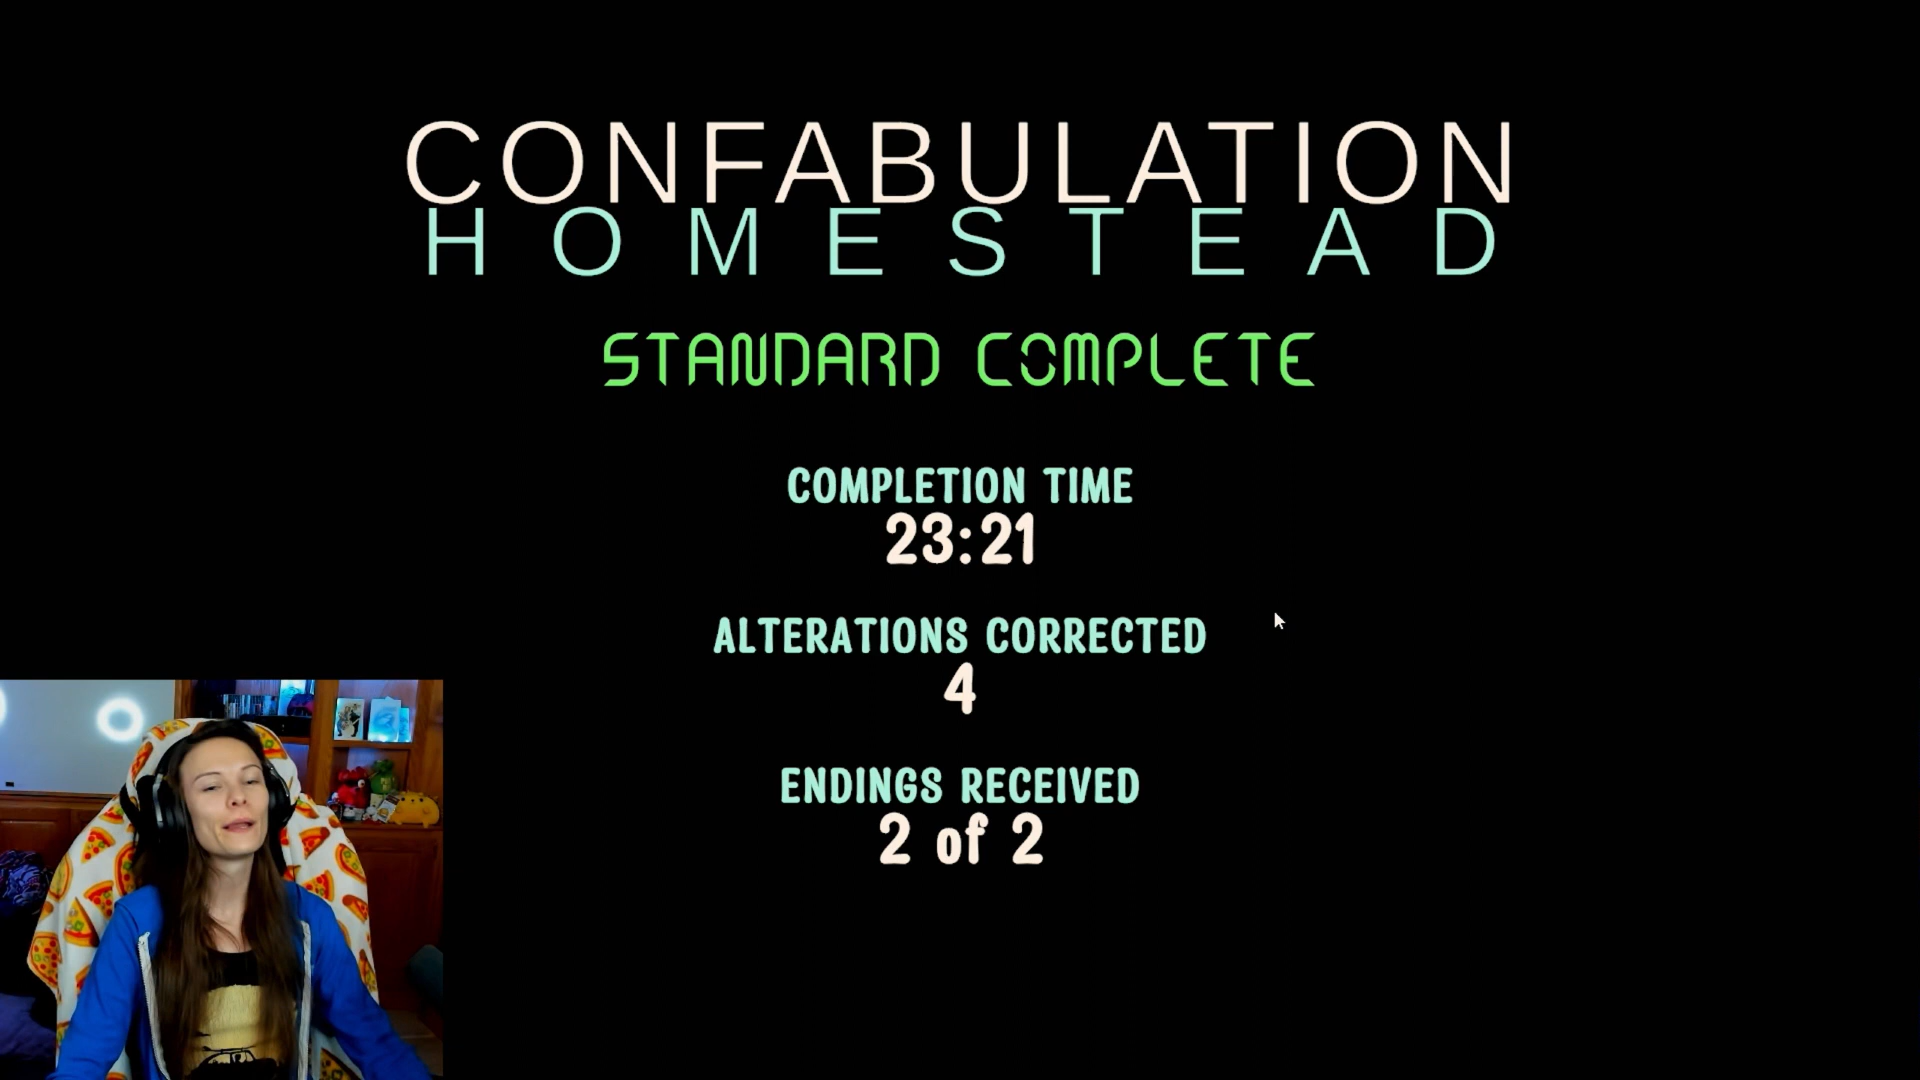 CONFABULATION
HOMESTEAD
STANDARD COMPLETE
COMPLETION TIME
23:21
ALTERATIONS CORRECTED
4
ENDINGS RECEIVED
2 of 2